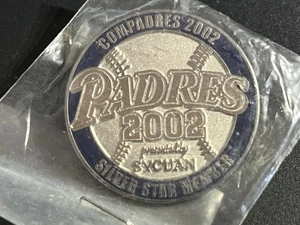 COMPADRES 2002
PADRES
2002
presented by
SYCUAN
SILVER STAR MEMBER